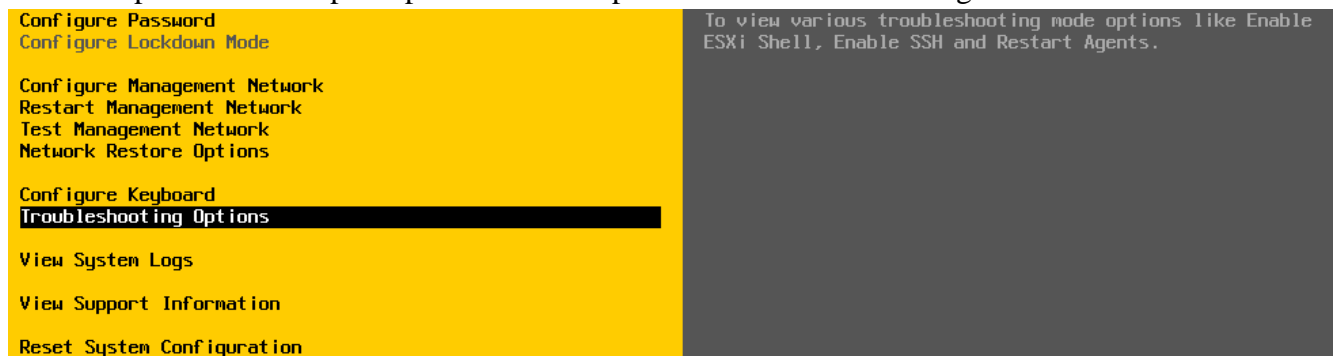 Configure Password
Configure Lockdown Mode
Configure Management Network
Restart Management Network
Test Management Network
Network Restore Options
Configure Keyboard
Troubleshooting Options
View System Logs
View Support Information
Reset System Configuration
To view various troubleshooting mode options like Enable
ESXi Shell, Enable SSH and Restart Agents.